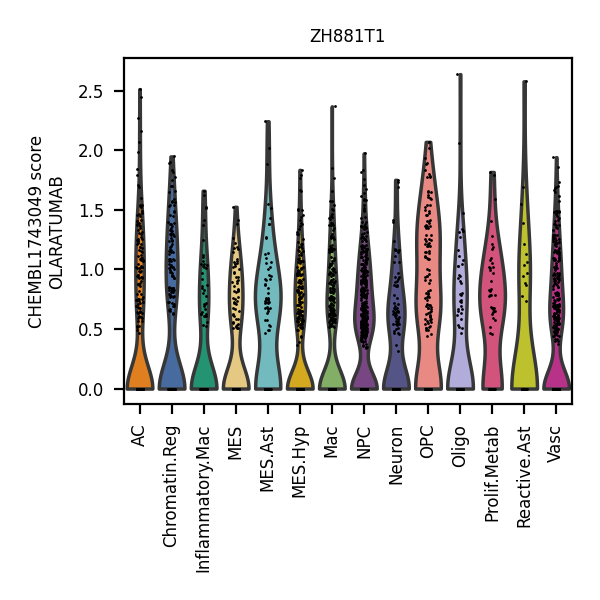 ZH881T1
CHEMBL1743049 score
OLARATUMAB
2.5
2.0
1.5
1.0
0.5
0.0
AC
Chromatin.Reg
Inflammatory.Mac
MES
MES.Ast
MES.Hyp
Mac
NPC
Neuron
OPC
Oligo
Prolif.Metab
Reactive.Ast
Vasc